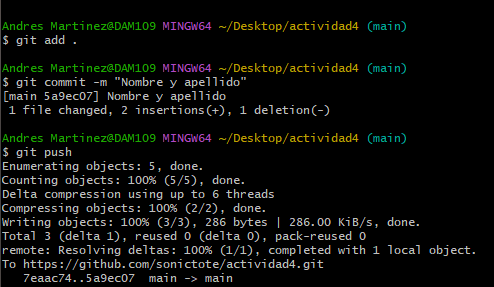 Andres Martinez@DAM109 MINGW64 ~/Desktop/actividad4 (main)
$ git add .
Andres Martinez@DAM109 MINGW64 ~/Desktop/actividad4 (main)
$ git commit -m "Nombre y apellido"
[main 5a9ec07] Nombre y apellido
 1 file changed, 2 insertions(+), 1 deletion(-)
Andres Martinez@DAM109 MINGW64 ~/Desktop/actividad4 (main)
$ git push
Enumerating objects: 5, done.
Counting objects: 100% (5/5), done.
Delta compression using up to 6 threads
Compressing objects: 100% (2/2), done.
Writing objects: 100% (3/3), 286 bytes | 286.00 KiB/s, done.
Total 3 (delta 1), reused 0 (delta 0), pack-reused 0
remote: Resolving deltas: 100% (1/1), completed with 1 local object.
To https://github.com/sonictote/actividad4.git
   7eaac74..5a9ec07  main -> main